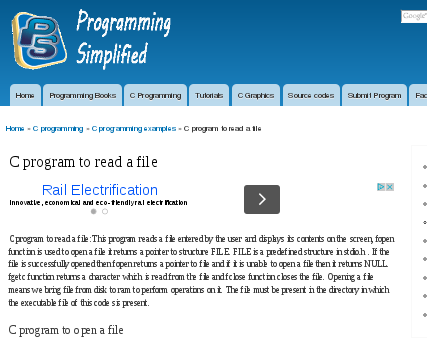 Programming
Simplified
Google
Home Programming Books C Programming Tutorials C Graphics Source codes Submit Program
Home » C programming » C programming examples » C program to read a file
C program to read a file
Rail Electrification
Innovative, economical and eco-friendly rail electrification
C program to read a file: This program reads a file entered by the user and displays its contents on the screen, fopen
function is used to open a file it returns a pointer to structure FILE. FILE is a predefined structure in stdio.h . If the
file is successfully opened then fopen returns a pointer to file and if it is unable to open a file then it returns NULL.
fgetc function returns a character which is read from the file and fclose function closes the file. Opening a file
means we bring file from disk to ram to perform operations on it. The file must be present in the directory in which
the executable file of this code is present.
C program to open a file